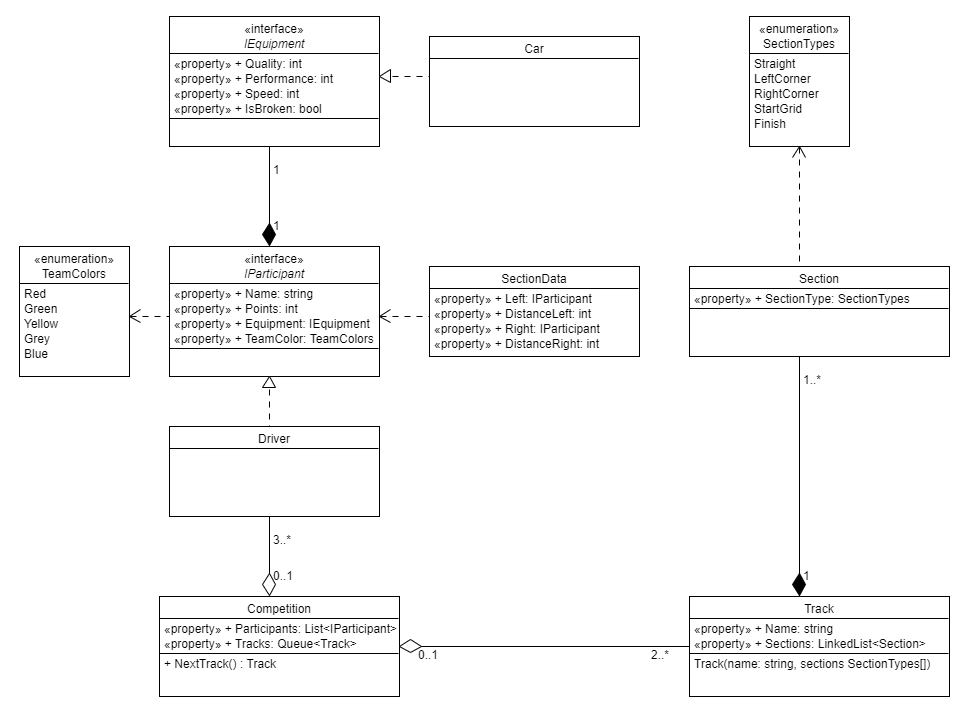 «interface»
IEquipment
«property» + Quality: int
«property» + Performance: int
«property» + Speed: int
«property» + IsBroken: bool
Car
«enumeration»
SectionTypes
Straight
LeftCorner
RightCorner
StartGrid
Finish
1
1
«enumeration»
TeamColors
Red
Green
Yellow
Grey
Blue
«interface»
IParticipant
«property» + Name: string
«property» + Points: int
«property» + Equipment: IEquipment
«property» + TeamColor: TeamColors
SectionData
«property» + Left: IParticipant
«property» + DistanceLeft: int
«property» + Right: IParticipant
«property» + DistanceRight: int
Section
«property» + SectionType: SectionTypes
1..*
Driver
3..*
0..1
1
Competition
«property» + Participants: List<IParticipant>
«property» + Tracks: Queue<Track>
+ NextTrack() : Track
0..1
2..*
Track
«property» + Name: string
«property» + Sections: LinkedList<Section>
Track(name: string, sections SectionTypes[])